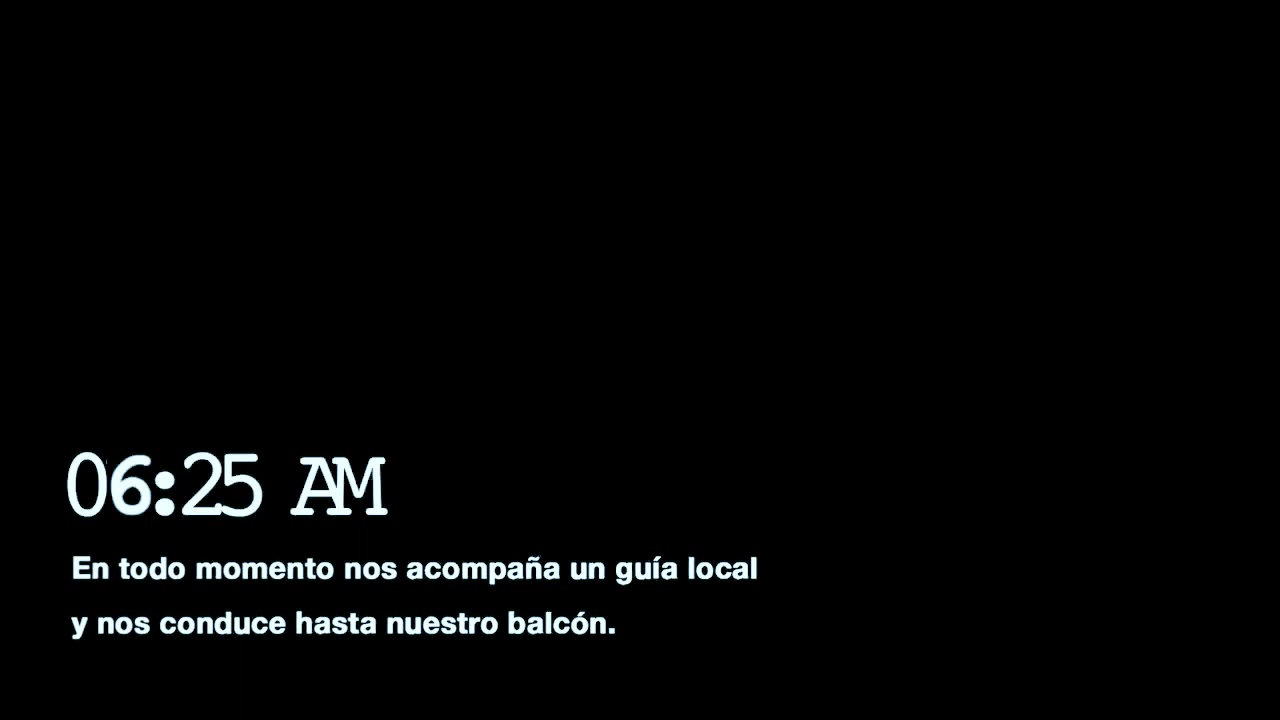 06:25 AM
En todo momento nos acompaña un guía local
y nos conduce hasta nuestro balcón.